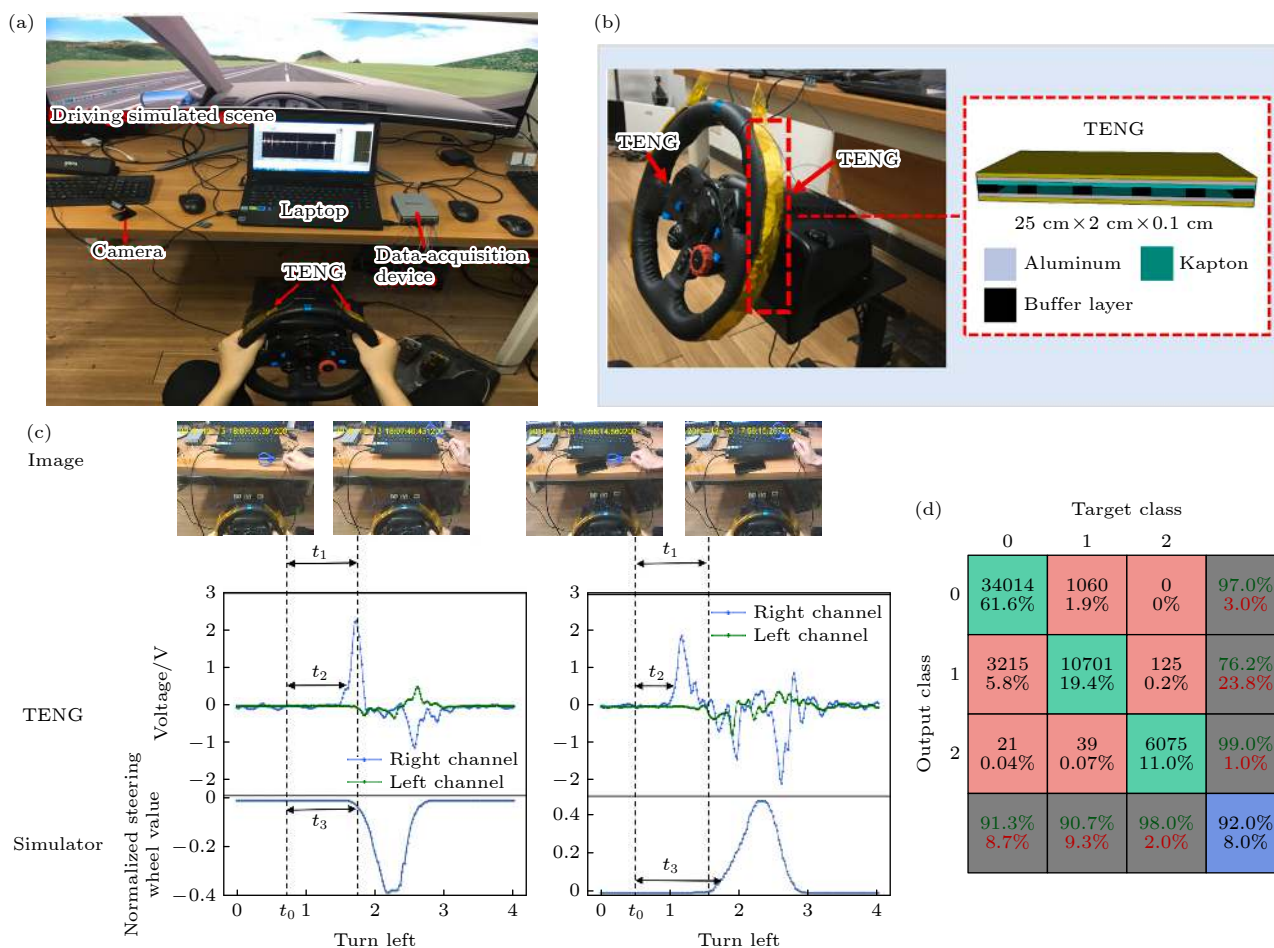 (a)
Driving simulated scene
Laptop
Camera
Data-acquisition
device
TENG
(b)
TENG
TENG
TENG
25 cm×2 cm×0.1 cm
Aluminum
Kapton
Buffer layer
(c)
Image
t1
t1
TENG
Voltage/V
3
2
1
0
−1
−2
t2
Right channel
Left channel
3
2
1
0
−1
−2
t2
Right channel
Left channel
Simulator
Normalized steering
wheel value
0
−0.2
−0.4
t3
0 t0 1 2 3 4
Turn left
0.4
0.2
0
t3
0 t0 1 2 3 4
Turn left
(d)
Target class
0 1 2
Output class
0
34014 1060 0 97.0%
61.6% 1.9% 0% 3.0%
1
3215 10701 125 76.2%
5.8% 19.4% 0.2% 23.8%
2
21 39 6075 99.0%
0.04% 0.07% 11.0% 1.0%
91.3% 90.7% 98.0% 92.0%
8.7% 9.3% 2.0% 8.0%